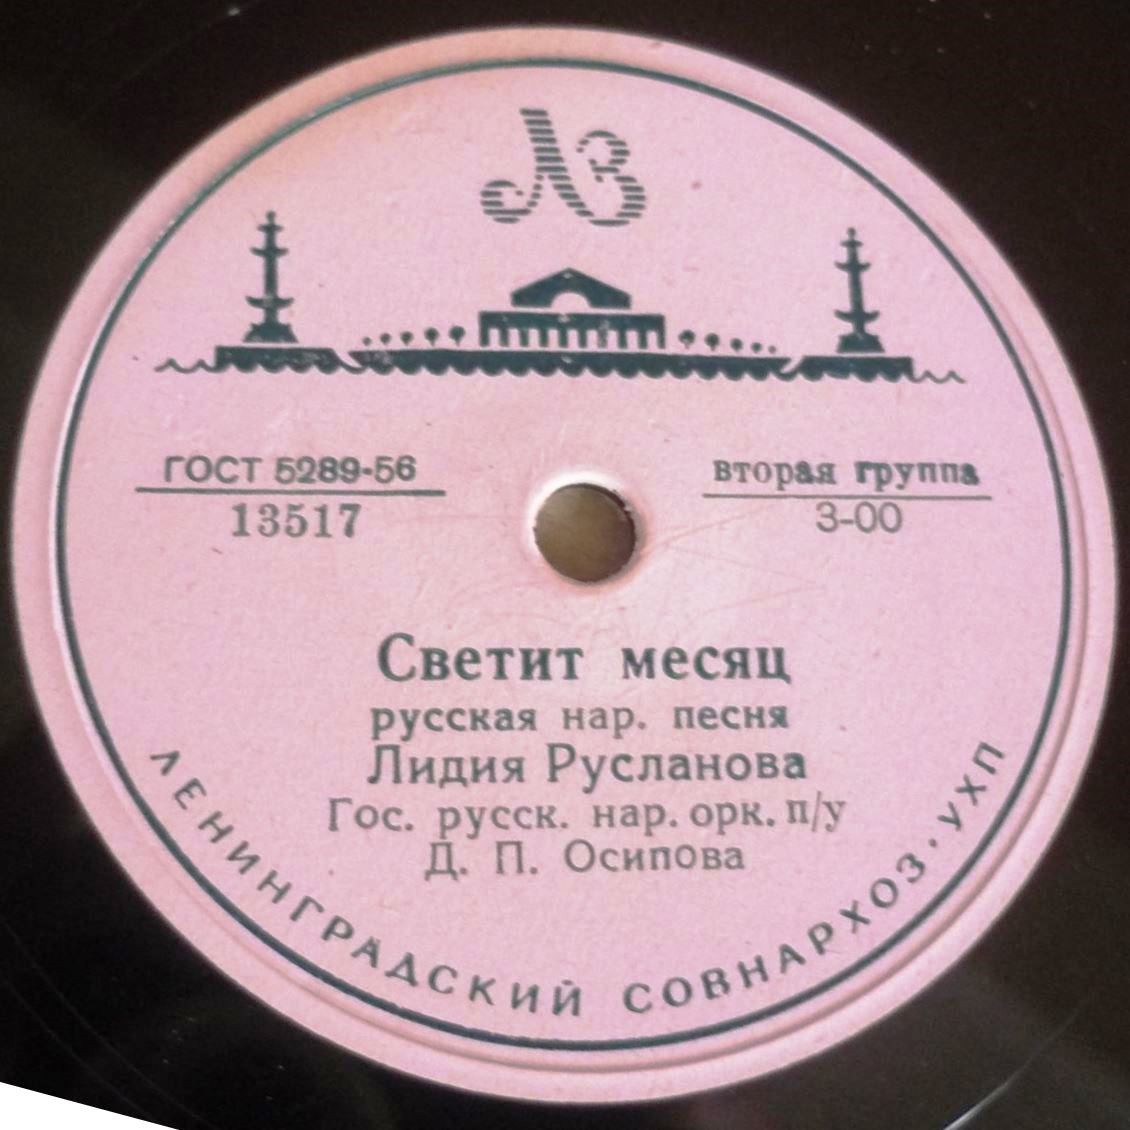 ЛЗ
ГОСТ 5289-56
13517
вторая группа
3-00
Светит месяц
русская нар. песня
Лидия Русланова
Гос. русск. нар. орк. п/у
Д. П. Осипова
ЛЕНИНГРАДСКИЙ СОВНАРХОЗ. УХП